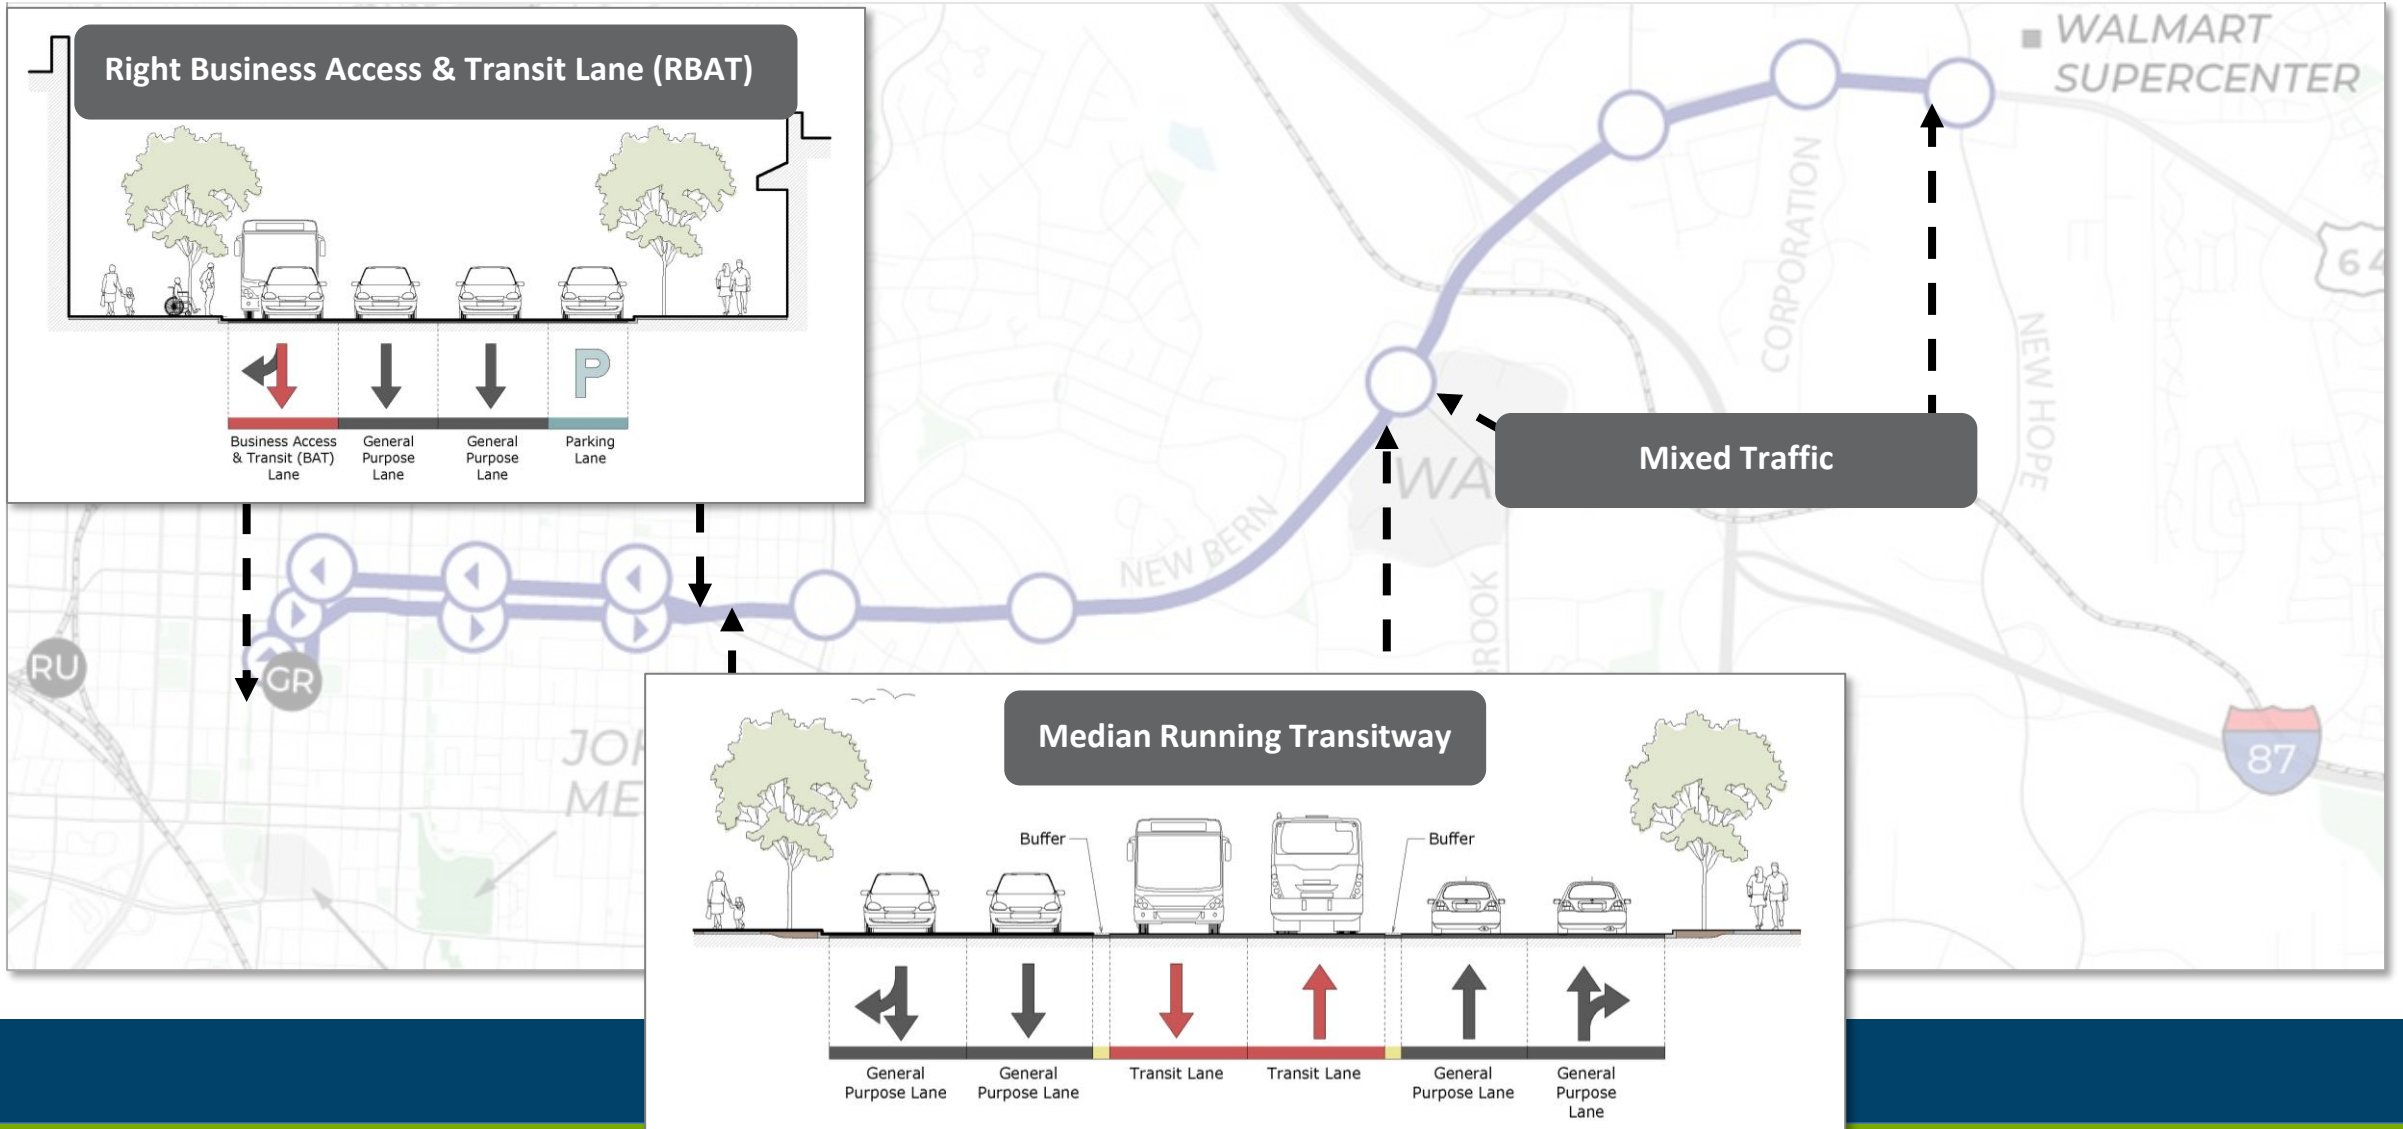 Right Business Access & Transit Lane (RBAT)
P
Business Access
& Transit (BAT)
Lane
General
Purpose
Lane
General
Purpose
Lane
Parking
Lane
WALMART
SUPERCENTER
64
CORPORATION
NEW HOPE
Mixed Traffic
WA
NEW BERN
BROOK
RU
GR
JO
ME
87
Median Running Transitway
Buffer
Buffer
General
Purpose Lane
General
Purpose Lane
Transit Lane
Transit Lane
General
Purpose Lane
General
Purpose
Lane